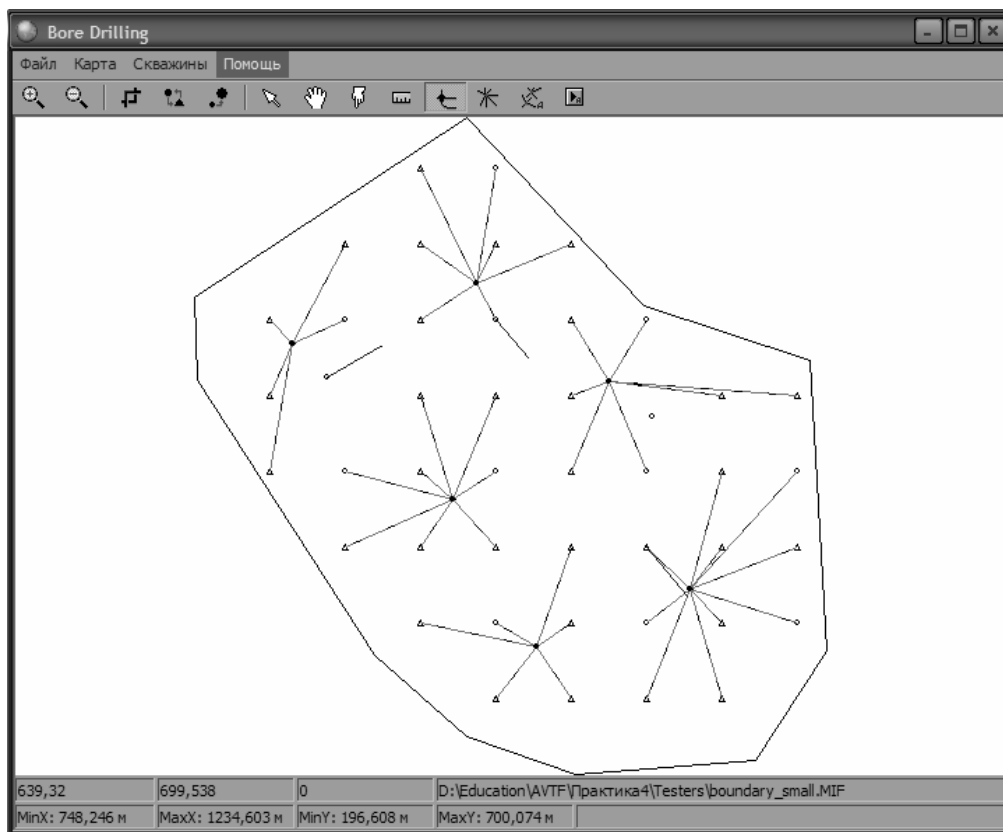 Bore Drilling
Файл Карта Скважины Помощь
639,32 699,538 0 D:\Education\AVTF\Практика4\Testers\boundary_small.MIF
MinX: 748,246 м MaxX: 1234,603 м MinY: 196,608 м MaxY: 700,074 м